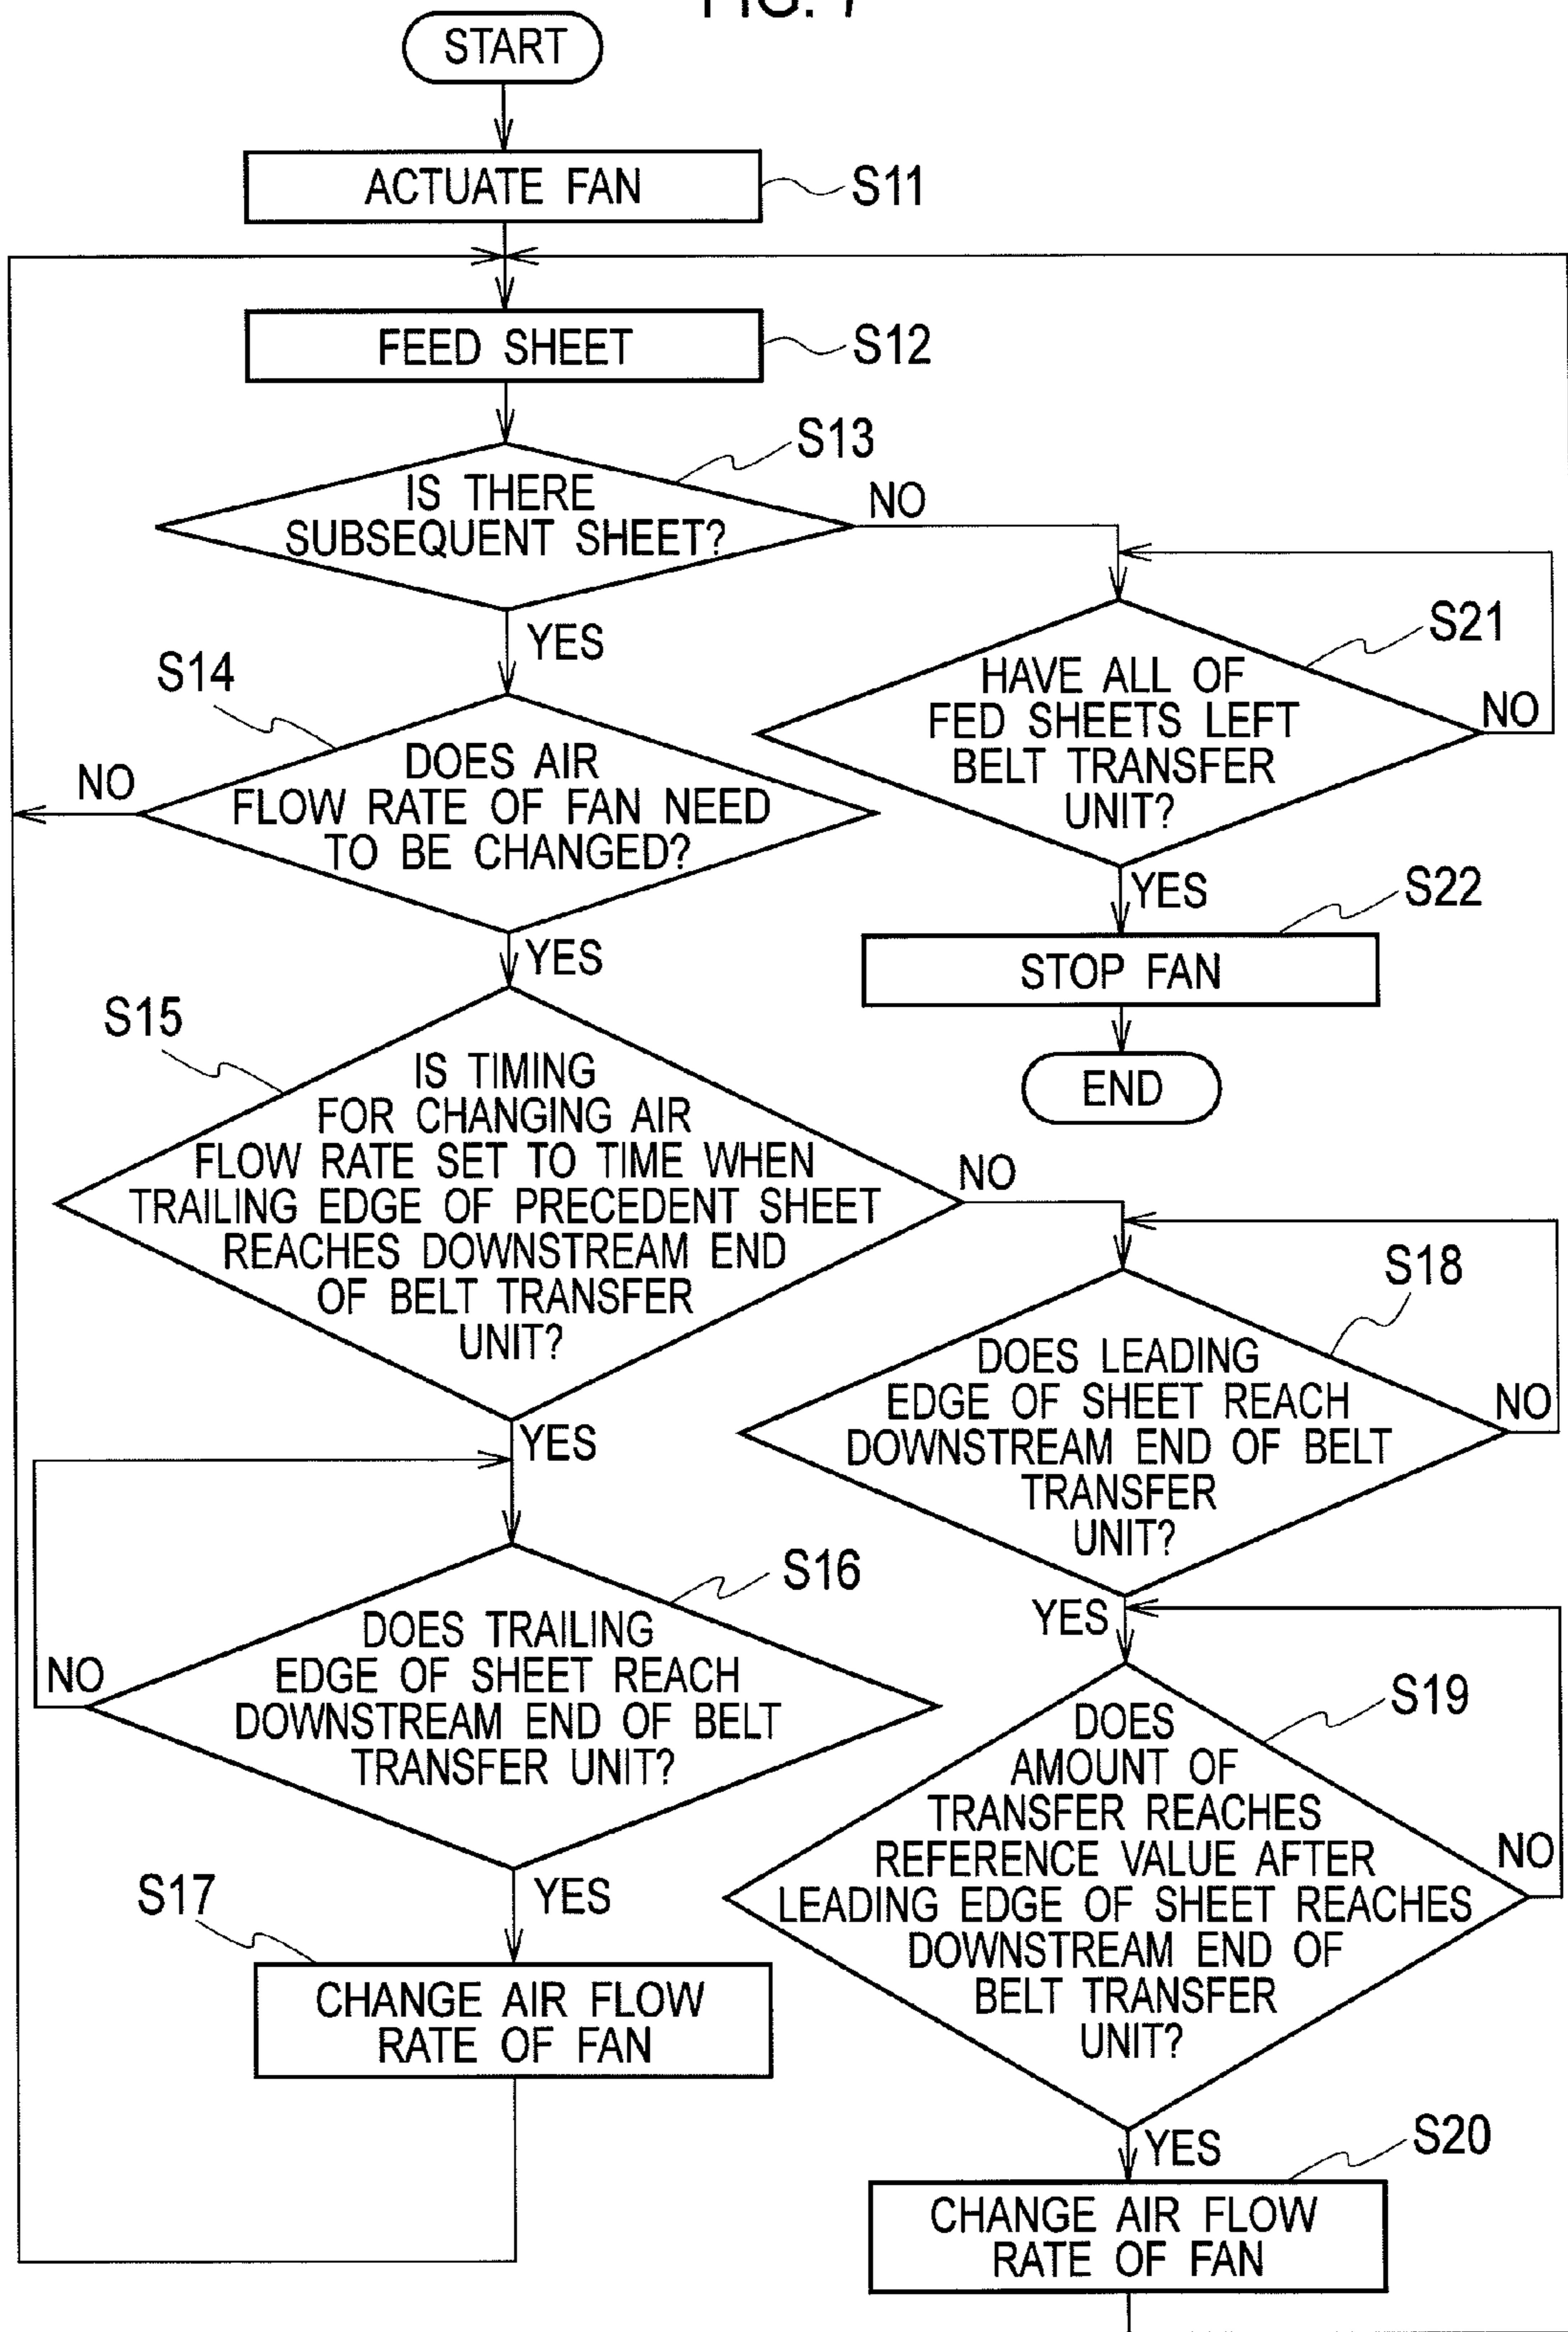 START
ACTUATE FAN
S11
FEED SHEET
S12
S13
IS THERE
SUBSEQUENT SHEET?
NO
YES
S14
DOES AIR
FLOW RATE OF FAN NEED
TO BE CHANGED?
NO
YES
S21
HAVE ALL OF
FED SHEETS LEFT
BELT TRANSFER
UNIT?
NO
YES
S22
STOP FAN
END
S15
IS TIMING
FOR CHANGING AIR
FLOW RATE SET TO TIME WHEN
TRAILING EDGE OF PRECEDENT SHEET
REACHES DOWNSTREAM END
OF BELT TRANSFER
UNIT?
NO
YES
S16
DOES TRAILING
EDGE OF SHEET REACH
DOWNSTREAM END OF BELT
TRANSFER UNIT?
NO
YES
S17
CHANGE AIR FLOW
RATE OF FAN
S18
DOES LEADING
EDGE OF SHEET REACH
DOWNSTREAM END OF BELT
TRANSFER
UNIT?
NO
YES
S19
DOES
AMOUNT OF
TRANSFER REACHES
REFERENCE VALUE AFTER
LEADING EDGE OF SHEET REACHES
DOWNSTREAM END OF
BELT TRANSFER
UNIT?
NO
YES
S20
CHANGE AIR FLOW
RATE OF FAN